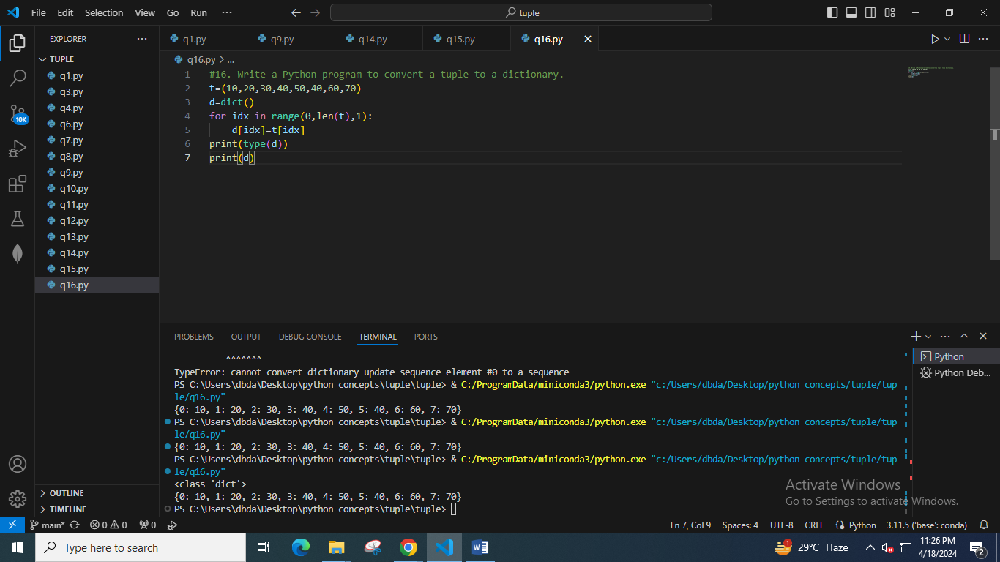 File Edit Selection View Go Run ··· tuple
EXPLORER ···
TUPLE
q1.py
q3.py
q4.py
q6.py
q7.py
q8.py
q9.py
q10.py
q11.py
q12.py
q13.py
q14.py
q15.py
q16.py
OUTLINE
TIMELINE
10K
q1.py q9.py q14.py q15.py q16.py
q16.py > ...
1 #16. Write a Python program to convert a tuple to a dictionary.
2 t=(10,20,30,40,50,40,60,70)
3 d=dict()
4 for idx in range(0,len(t),1):
5 d[idx]=t[idx]
6 print(type(d))
7 print(d)
PROBLEMS OUTPUT DEBUG CONSOLE TERMINAL PORTS
^^^^^^^
TypeError: cannot convert dictionary update sequence element #0 to a sequence
PS C:\Users\dbda\Desktop\python concepts\tuple\tuple> & C:/ProgramData/miniconda3/python.exe "c:/Users/dbda/Desktop/python concepts/tuple/tup
le/q16.py"
{0: 10, 1: 20, 2: 30, 3: 40, 4: 50, 5: 40, 6: 60, 7: 70}
PS C:\Users\dbda\Desktop\python concepts\tuple\tuple> & C:/ProgramData/miniconda3/python.exe "c:/Users/dbda/Desktop/python concepts/tuple/tup
le/q16.py"
{0: 10, 1: 20, 2: 30, 3: 40, 4: 50, 5: 40, 6: 60, 7: 70}
PS C:\Users\dbda\Desktop\python concepts\tuple\tuple> & C:/ProgramData/miniconda3/python.exe "c:/Users/dbda/Desktop/python concepts/tuple/tup
le/q16.py"
<class 'dict'>
{0: 10, 1: 20, 2: 30, 3: 40, 4: 50, 5: 40, 6: 60, 7: 70}
PS C:\Users\dbda\Desktop\python concepts\tuple\tuple>
Python
Python Deb...
Activate Windows
Go to Settings to activate Windows.
main* 0 0 0 Ln 7, Col 9 Spaces: 4 UTF-8 CRLF Python 3.11.5 ('base': conda)
Type here to search 1 29°C Haze 11:26 PM
4/18/2024 2